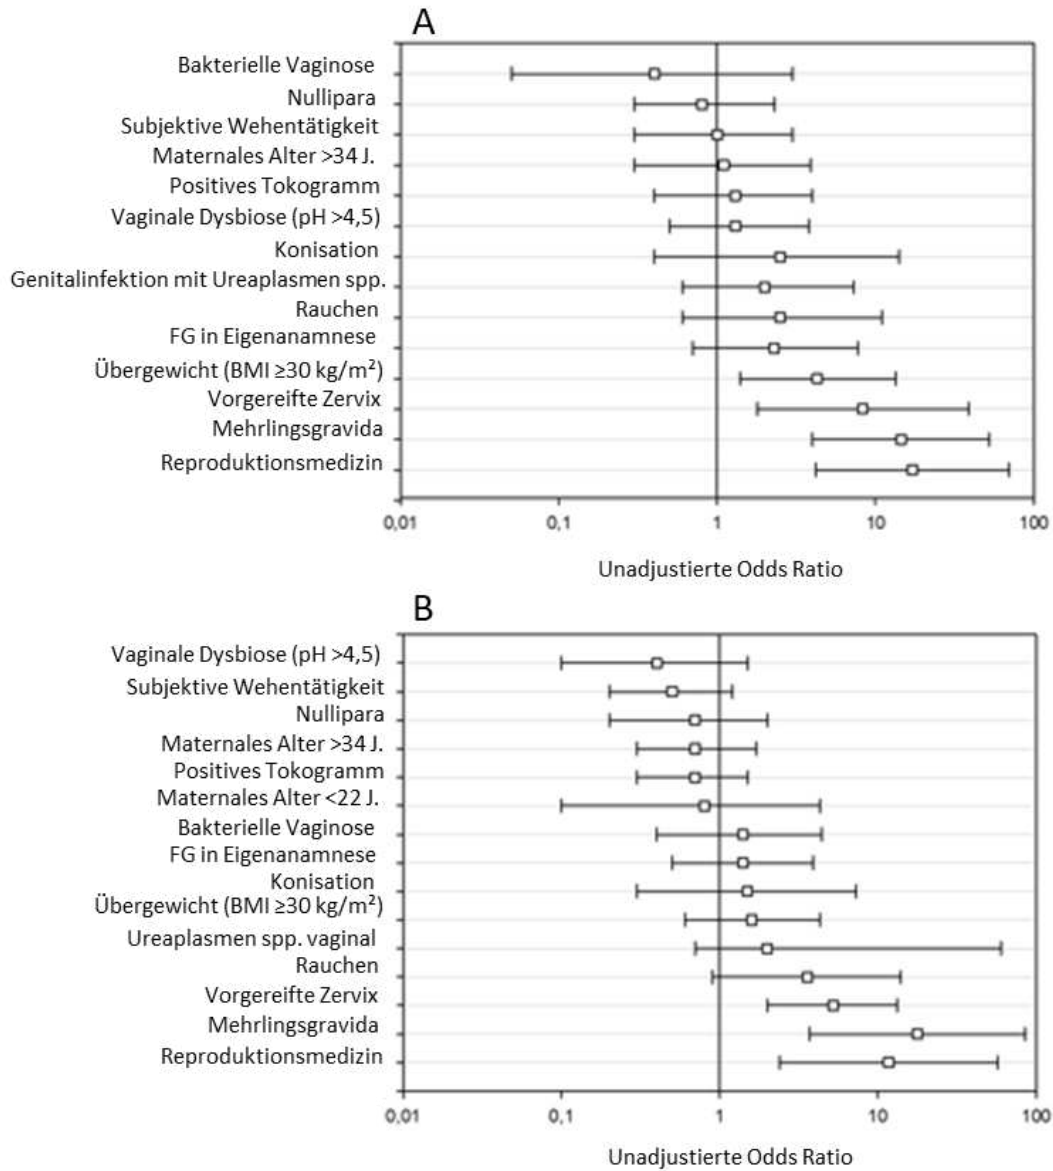 A
Bakterielle Vaginose
Nullipara
Subjektive Wehentätigkeit
Maternales Alter >34 J.
Positives Tokogramm
Vaginale Dysbiose (pH >4,5)
Konisation
Genitalinfektion mit Ureaplasmen spp.
Rauchen
FG in Eigenanamnese
Übergewicht (BMI ≥30 kg/m²)
Vorgereifte Zervix
Mehrlingsgravida
Reproduktionsmedizin
0,01 0,1 1 10 100
Unadjustierte Odds Ratio
B
Vaginale Dysbiose (pH >4,5)
Subjektive Wehentätigkeit
Nullipara
Maternales Alter >34 J.
Positives Tokogramm
Maternales Alter <22 J.
Bakterielle Vaginose
FG in Eigenanamnese
Konisation
Übergewicht (BMI ≥30 kg/m²)
Ureaplasmen spp. vaginal
Rauchen
Vorgereifte Zervix
Mehrlingsgravida
Reproduktionsmedizin
0,01 0,1 1 10 100
Unadjustierte Odds Ratio